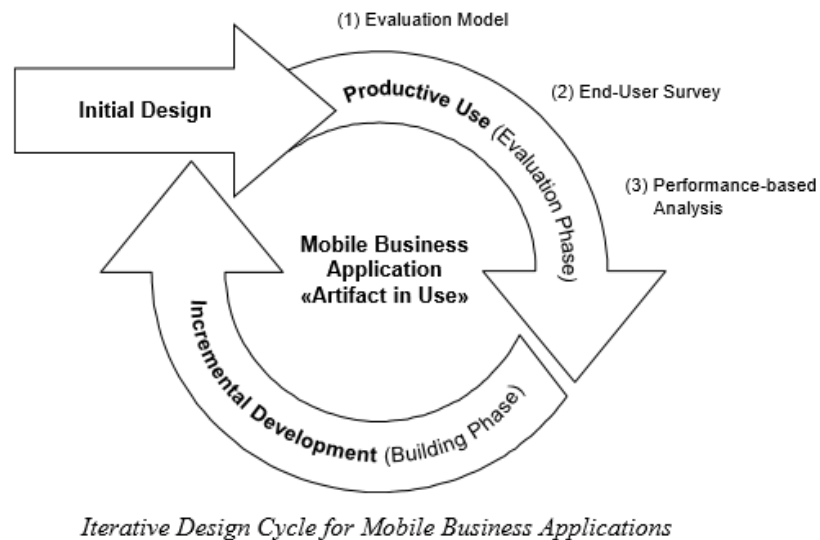 (1) Evaluation Model
Initial Design
Productive Use (Evaluation Phase)
(2) End-User Survey
(3) Performance-based
Analysis
Mobile Business
Application
«Artifact in Use»
Incremental Development (Building Phase)
Iterative Design Cycle for Mobile Business Applications